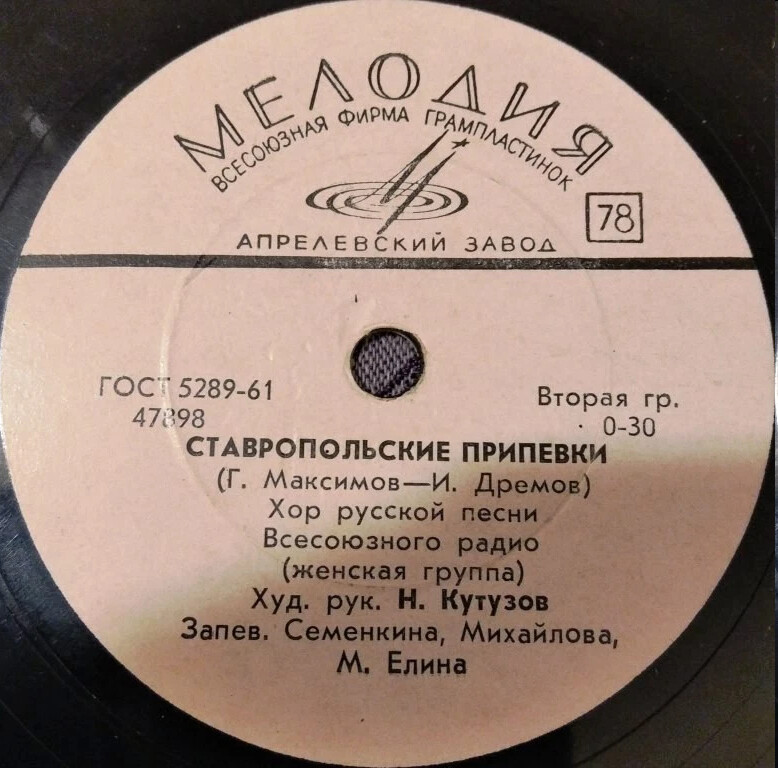 МЕЛОДИЯ
ВСЕСОЮЗНАЯ ФИРМА ГРАМПЛАСТИНОК
78
АПРЕЛЕВСКИЙ ЗАВОД
ГОСТ 5289-61
47898
Вторая гр.
0-30
СТАВРОПОЛЬСКИЕ ПРИПЕВКИ
(Г. Максимов—И. Дремов)
Хор русской песни
Всесоюзного радио
(женская группа)
Худ. рук. Н. Кутузов
Запев. Семенкина, Михайлова,
М. Елина